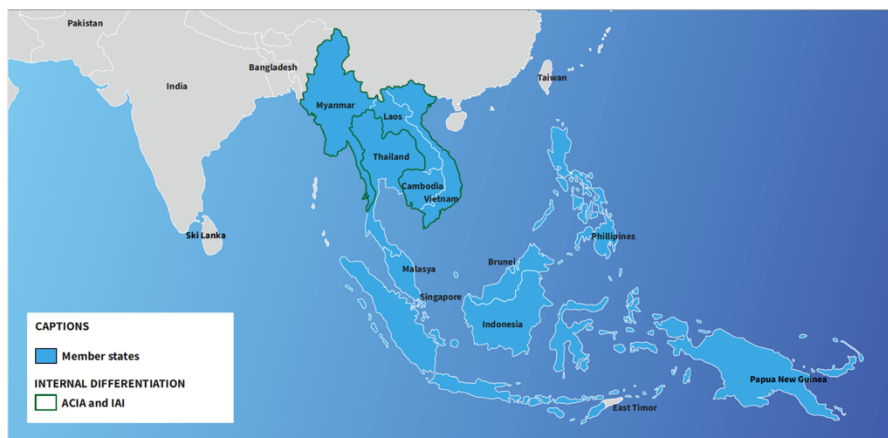 Pakistan
Bangladesh
India
Taiwan
Myanmar
Laos
Thailand
Cambodia
Vietnam
Ski Lanka
Phillipines
Brunei
Malasya
Singapore
Indonesia
Papua New Guinea
East Timor
CAPTIONS
Member states
INTERNAL DIFFERENTIATION
ACIA and IAI